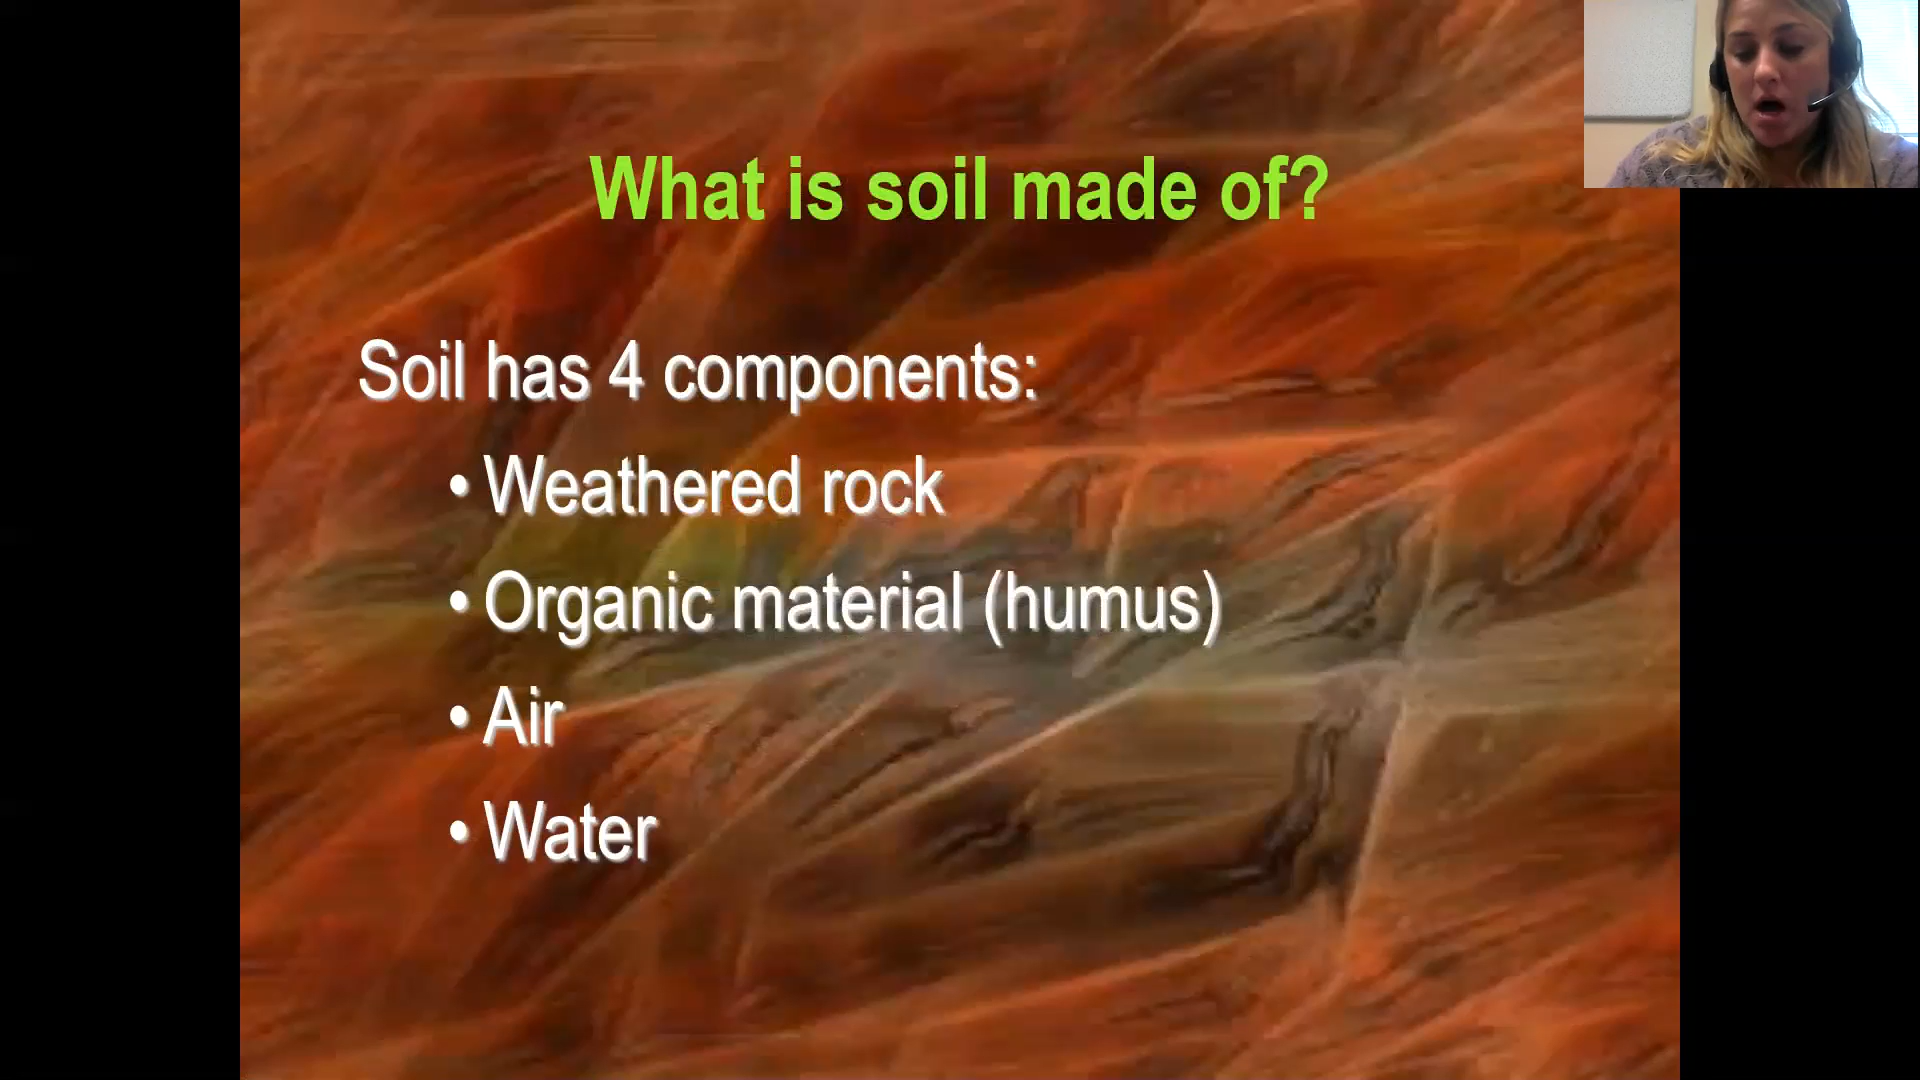 What is soil made of?
Soil has 4 components:
• Weathered rock
• Organic material (humus)
• Air
• Water